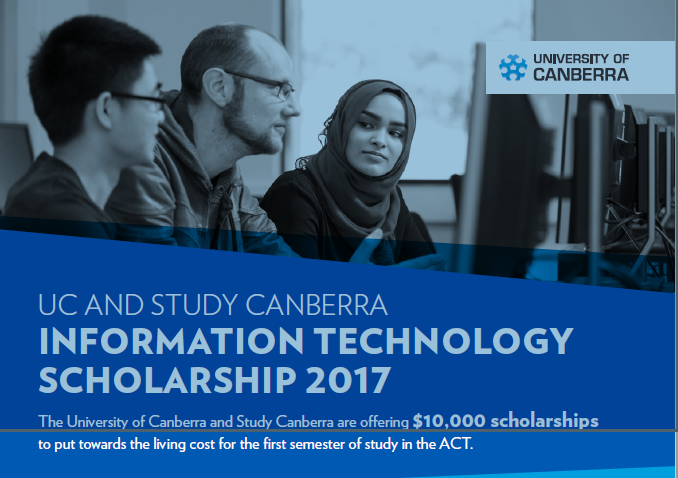 UNIVERSITY OF
CANBERRA
UC AND STUDY CANBERRA
INFORMATION TECHNOLOGY
SCHOLARSHIP 2017
The University of Canberra and Study Canberra are offering $10,000 scholarships
to put towards the living cost for the first semester of study in the ACT.